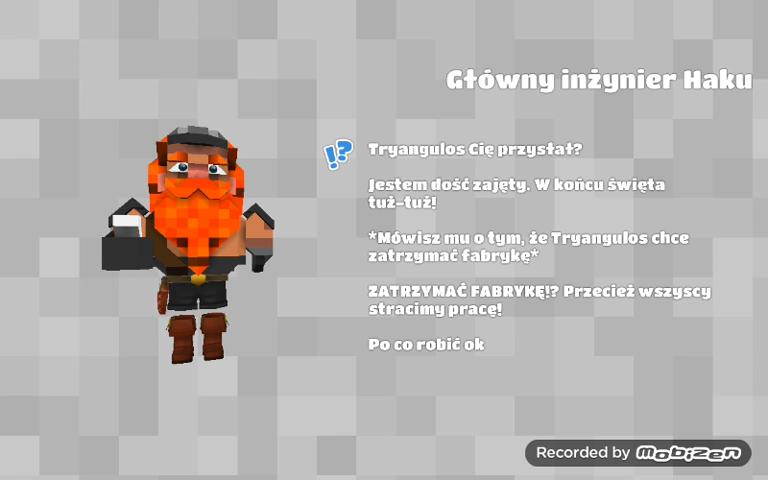 Główny inżynier Haku
Tryangulos Cię przysłał?
Jestem dość zajęty. W końcu święta
tuż-tuż!
*Mówisz mu o tym, że Tryangulos chce
zatrzymać fabrykę*
ZATRZYMAĆ FABRYKĘ!? Przecież wszyscy
stracimy pracę!
Po co robić ok
Recorded by mobizen